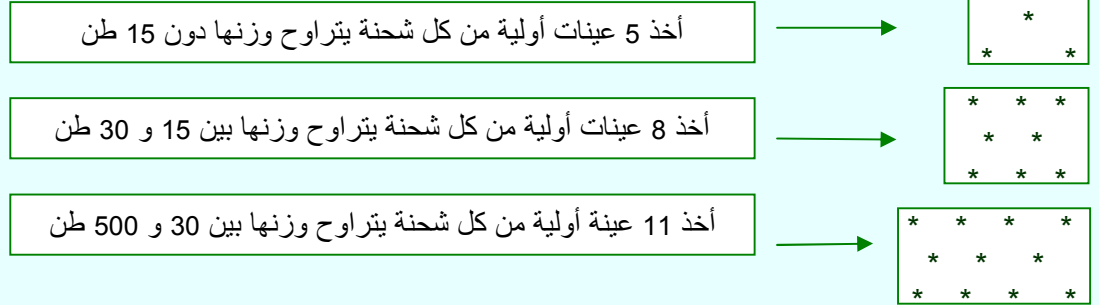 أخذ 5 عينات أولية من كل شحنة يتراوح وزنها دون 15 طن
*
* *
أخذ 8 عينات أولية من كل شحنة يتراوح وزنها بين 15 و 30 طن
* * *
* *
* * *
أخذ 11 عينة أولية من كل شحنة يتراوح وزنها بين 30 و 500 طن
* * * *
* * *
* * * *